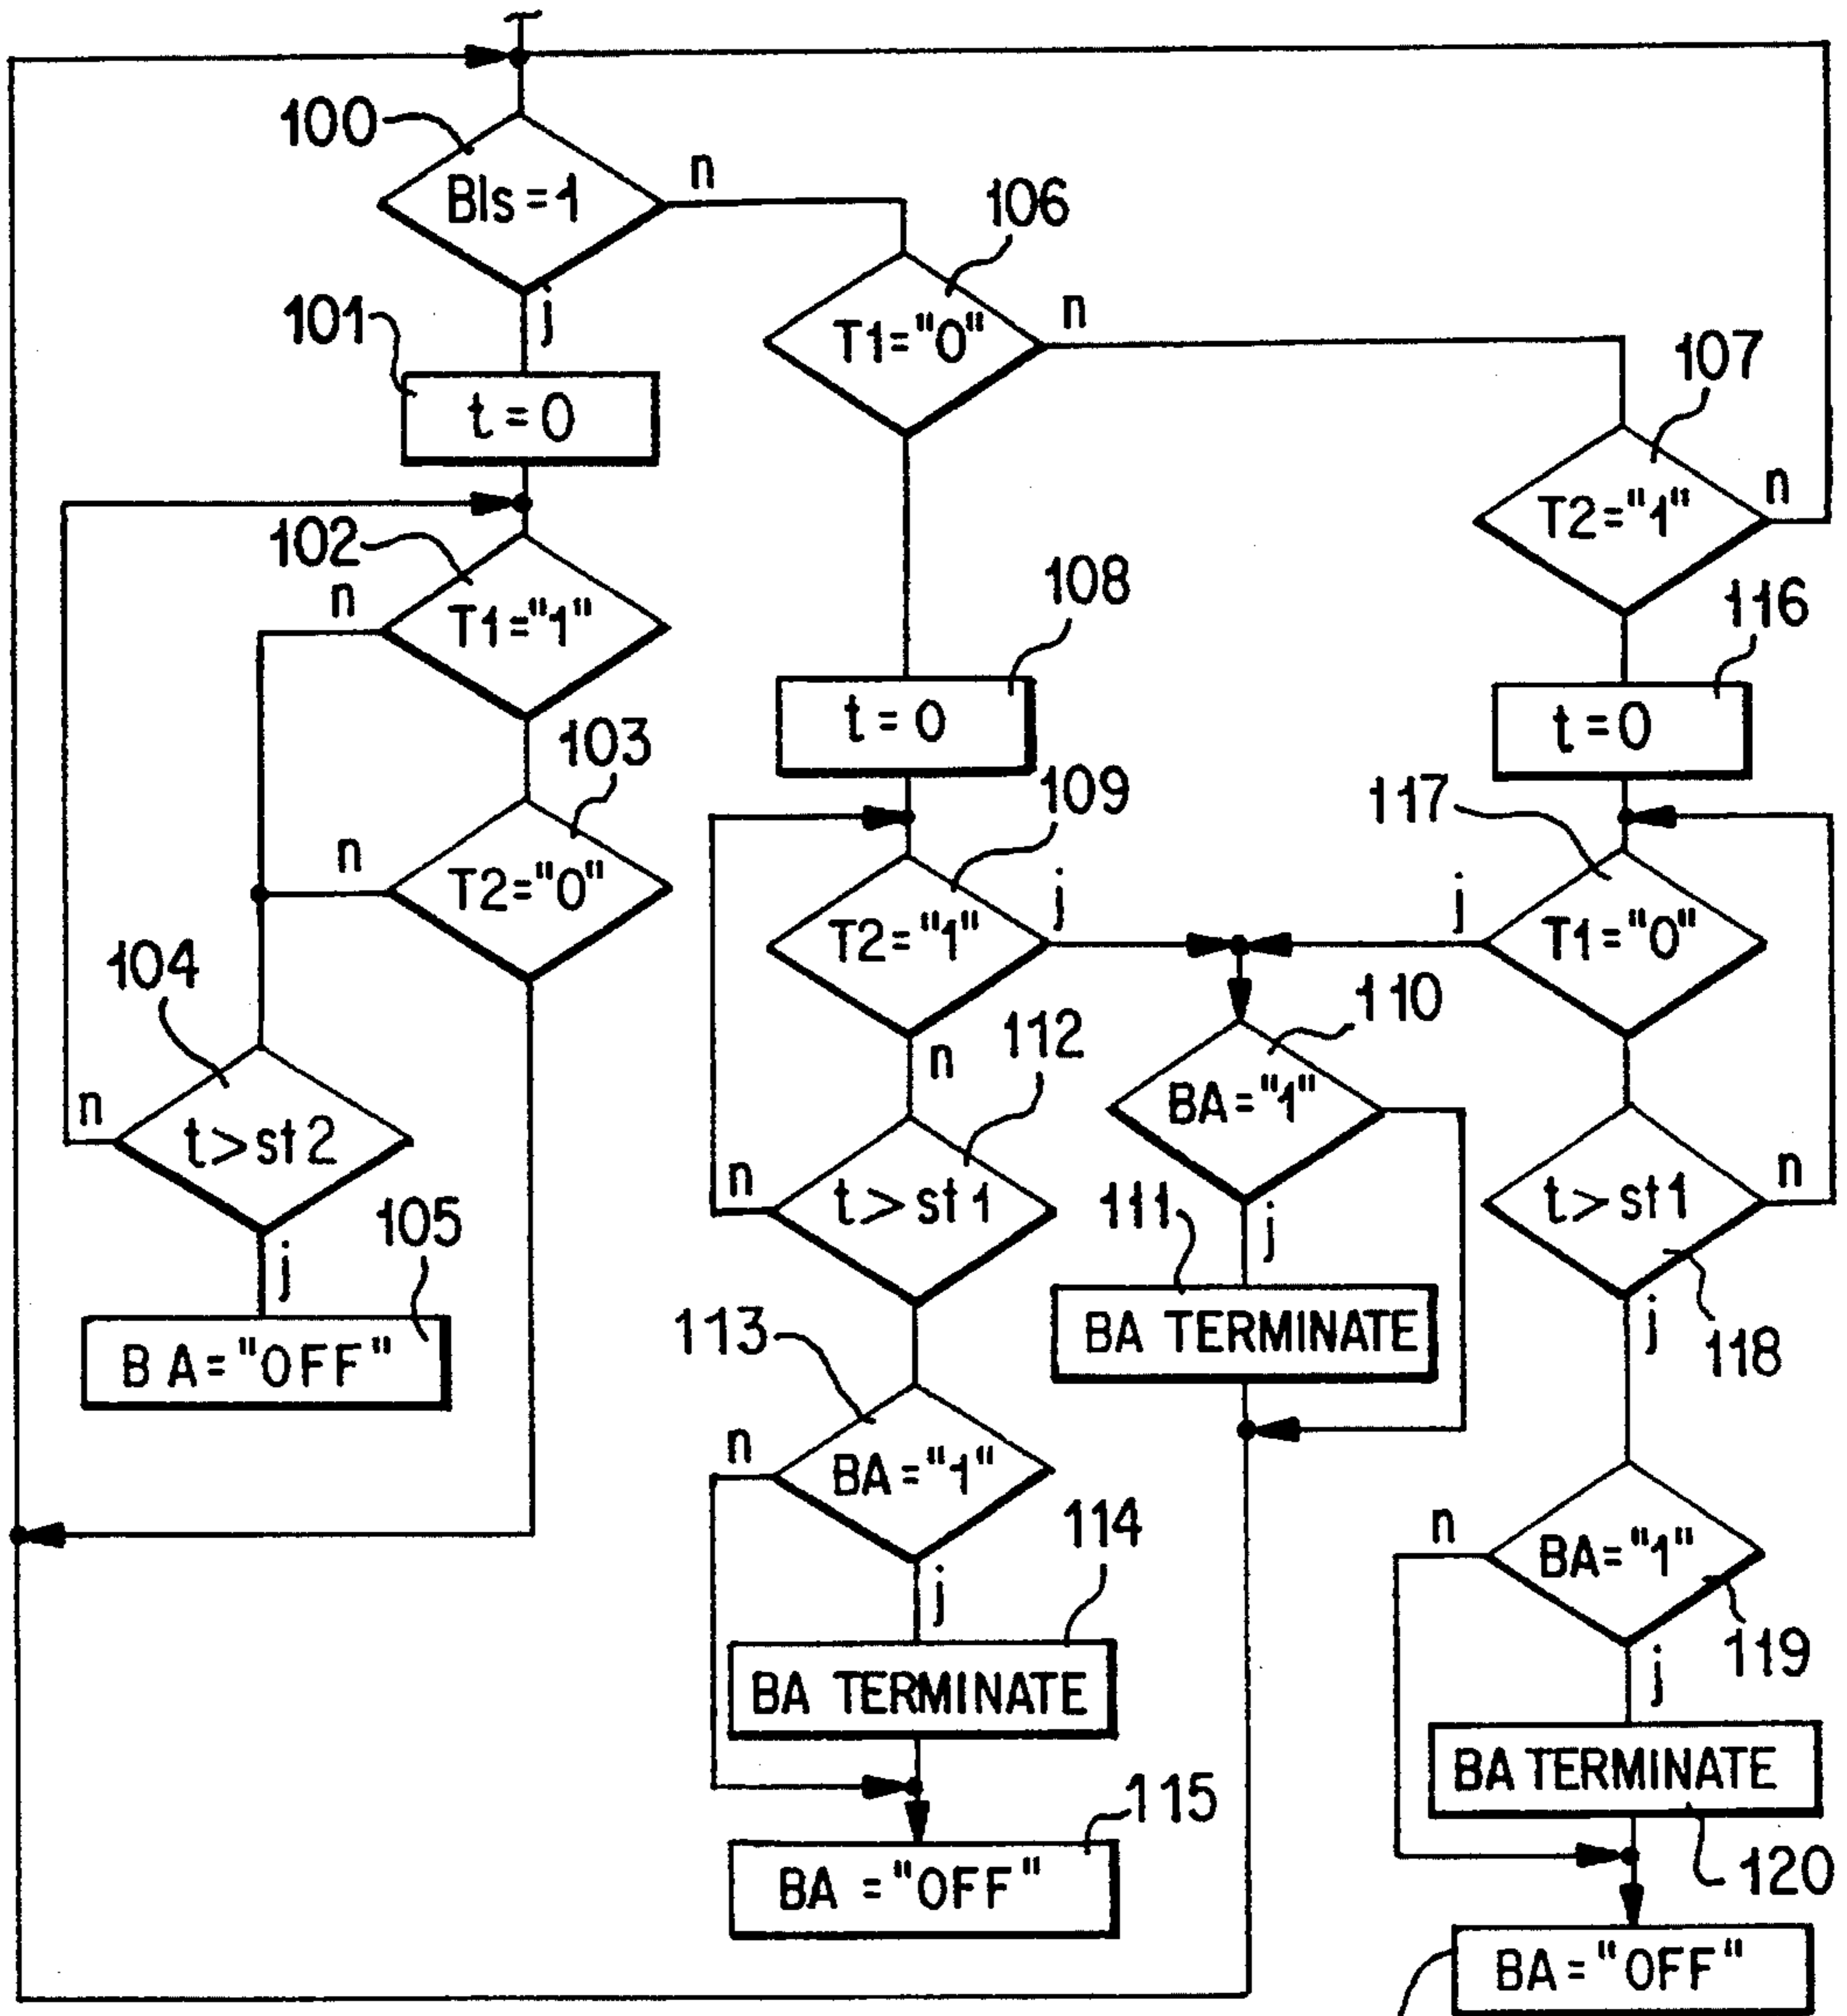 100
Bls=1
n
j
101
t=0
102
T1="1"
n
103
T2="0"
n
104
t>st2
n
j
105
BA="OFF"
106
T1="0"
n
107
T2="1"
n
108
t=0
109
T2="1"
j
n
110
BA="1"
j
111
BA TERMINATE
112
t>st1
n
113
BA="1"
n
j
114
BA TERMINATE
115
BA="OFF"
116
t=0
117
T1="0"
j
t>st1
n
j
118
BA="1"
n
j
119
BA TERMINATE
120
BA="OFF"